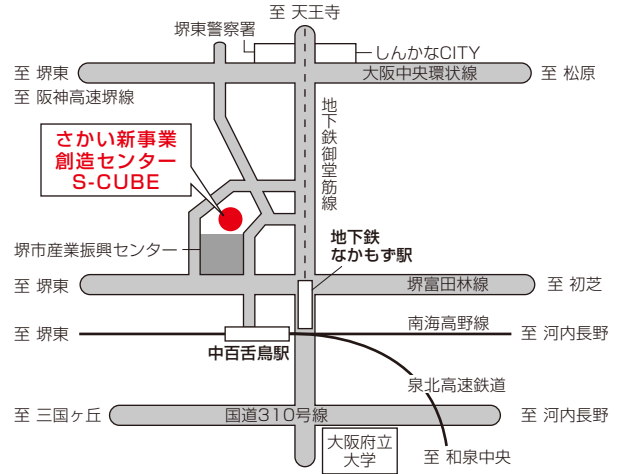 至 天王寺
堺東警察署
しんかなCITY
至 堺東
大阪中央環状線
至 松原
至 阪神高速堺線
地下鉄御堂筋線
さかい新事業
創造センター
S-CUBE
地下鉄
なかもず駅
堺市産業振興センター
至 堺東
堺富田林線
至 初芝
南海高野線
至 堺東
至 河内長野
中百舌鳥駅
泉北高速鉄道
至 三国ヶ丘
国道310号線
至 河内長野
大阪府立
大学
至 和泉中央